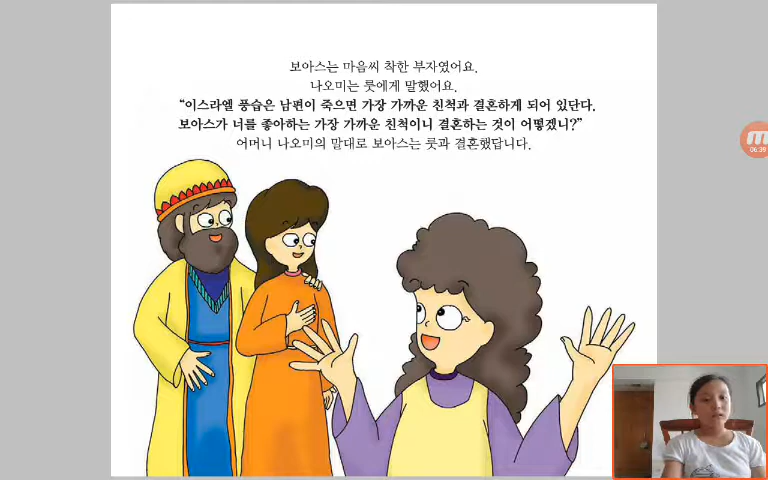 보아스는 마음씨 착한 부자였어요.
나오미는 룻에게 말했어요.
“이스라엘 풍습은 남편이 죽으면 가장 가까운 친척과 결혼하게 되어 있단다.
보아스가 너를 좋아하는 가장 가까운 친척이니 결혼하는 것이 어떻겠니?”
어머니 나오미의 말대로 보아스는 룻과 결혼했답니다.
m
06:39